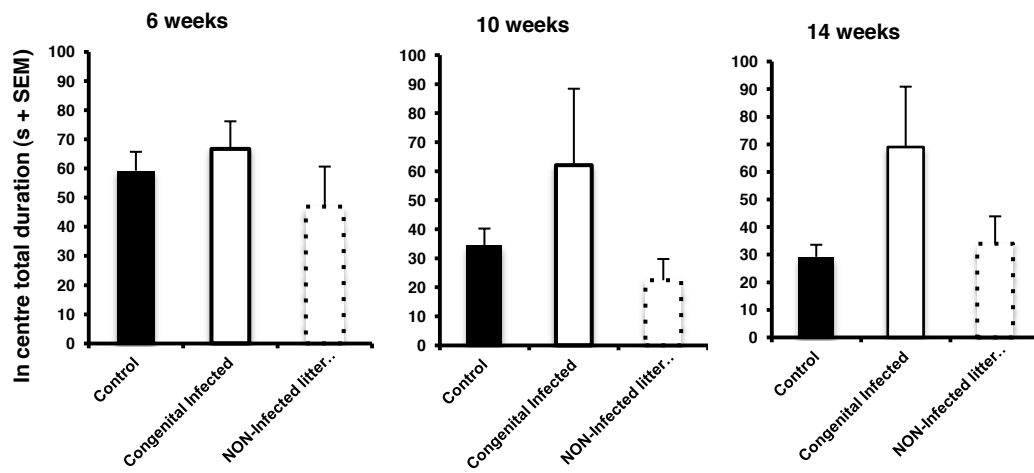 6 weeks
10 weeks
14 weeks
In centre total duration (s + SEM)
100
90
80
70
60
50
40
30
20
10
0
Control
Congenital Infected
NON-Infected litter..
100
90
80
70
60
50
40
30
20
10
0
Control
Congenital Infected
NON-Infected litter..
100
90
80
70
60
50
40
30
20
10
0
Control
Congenital Infected
NON-Infected litter..